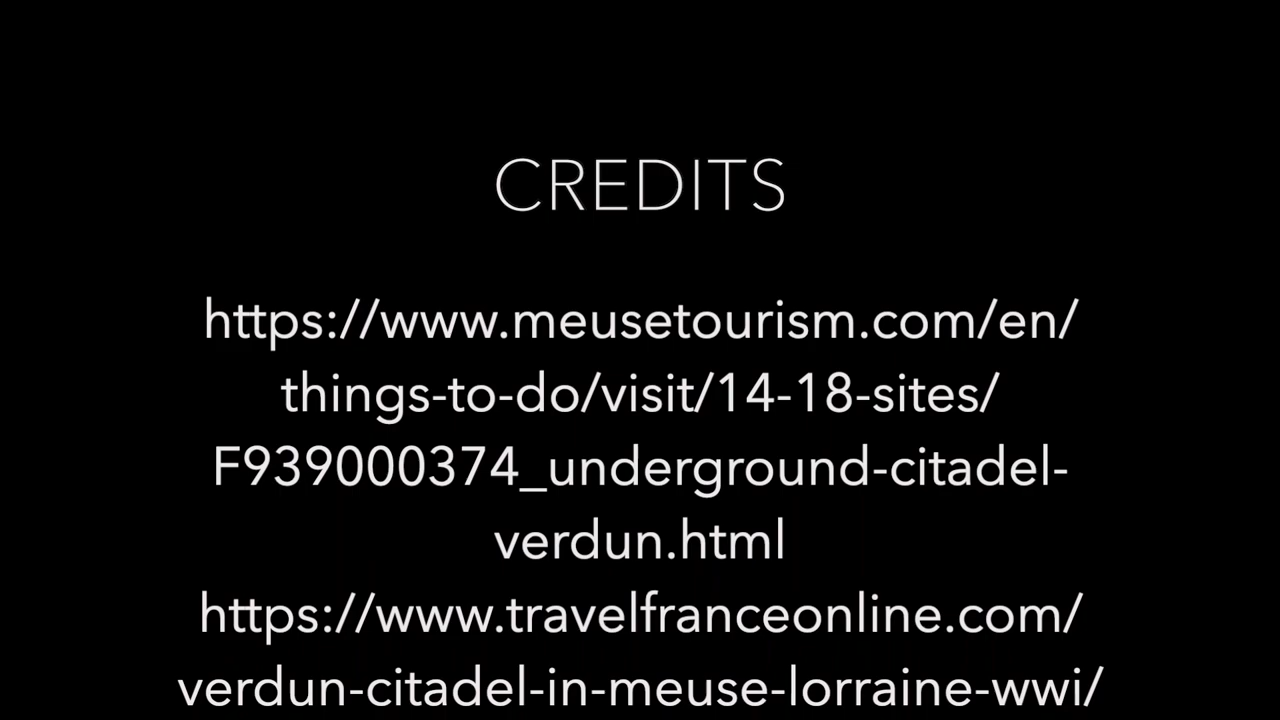 CREDITS
https://www.meusetourism.com/en/
things-to-do/visit/14-18-sites/
F939000374_underground-citadel-
verdun.html
https://www.travelfranceonline.com/
verdun-citadel-in-meuse-lorraine-wwi/